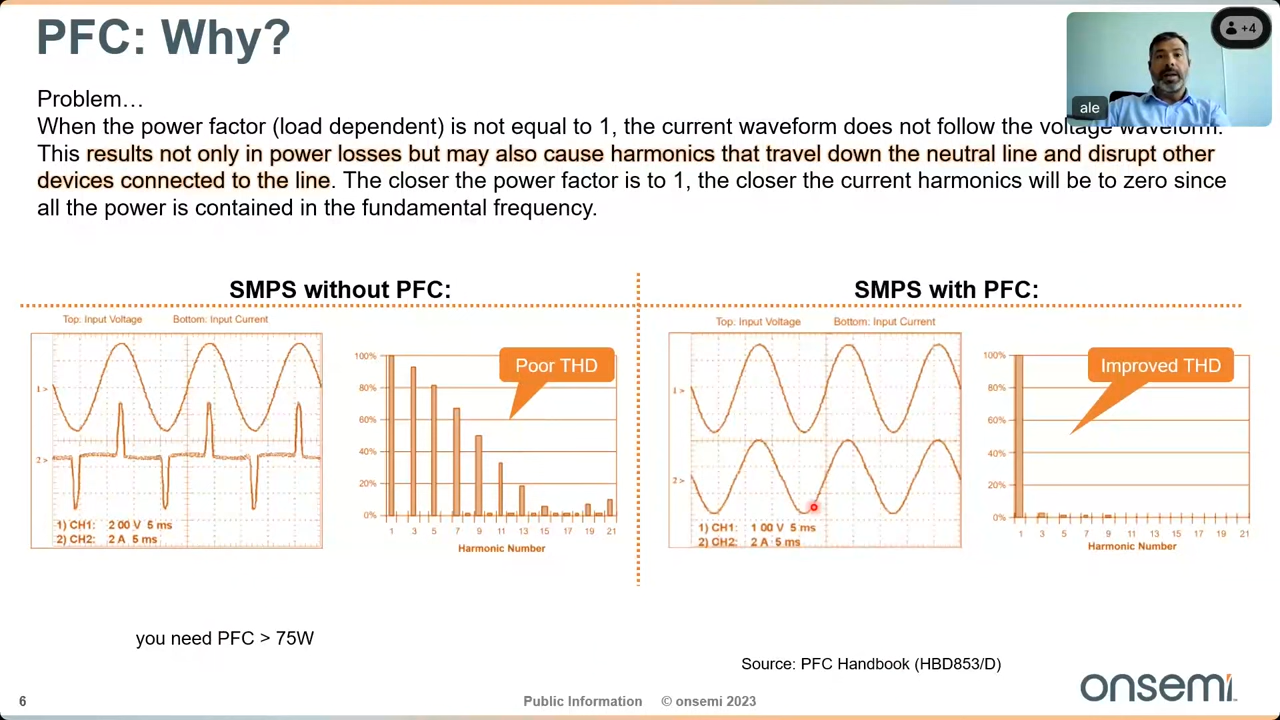 PFC: Why?
+4
ale
Problem…
When the power factor (load dependent) is not equal to 1, the current waveform does not follow the voltage waveform.
This results not only in power losses but may also cause harmonics that travel down the neutral line and disrupt other
devices connected to the line. The closer the power factor is to 1, the closer the current harmonics will be to zero since
all the power is contained in the fundamental frequency.
SMPS without PFC:
Top: Input Voltage Bottom: Input Current
1 >
2 >
1) CH1: 2 00 V 5 ms
2) CH2: 2 A 5 ms
Poor THD
100%
80%
60%
40%
20%
0%
1 3 5 7 9 11 13 15 17 19 21
Harmonic Number
SMPS with PFC:
Top: Input Voltage Bottom: Input Current
1 >
2 >
1) CH1: 1 00 V 5 ms
2) CH2: 2 A 5 ms
Improved THD
100%
80%
60%
40%
20%
0%
1 3 5 7 9 11 13 15 17 19 21
Harmonic Number
you need PFC > 75W
Source: PFC Handbook (HBD853/D)
6
Public Information © onsemi 2023
onsemi